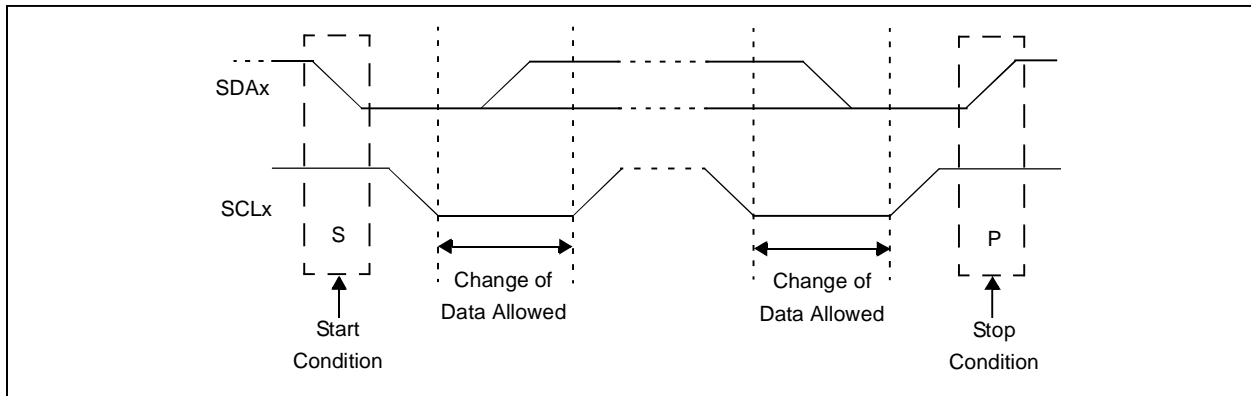 SDAx
SCLx
S
P
Change of
Data Allowed
Change of
Data Allowed
Start
Condition
Stop
Condition